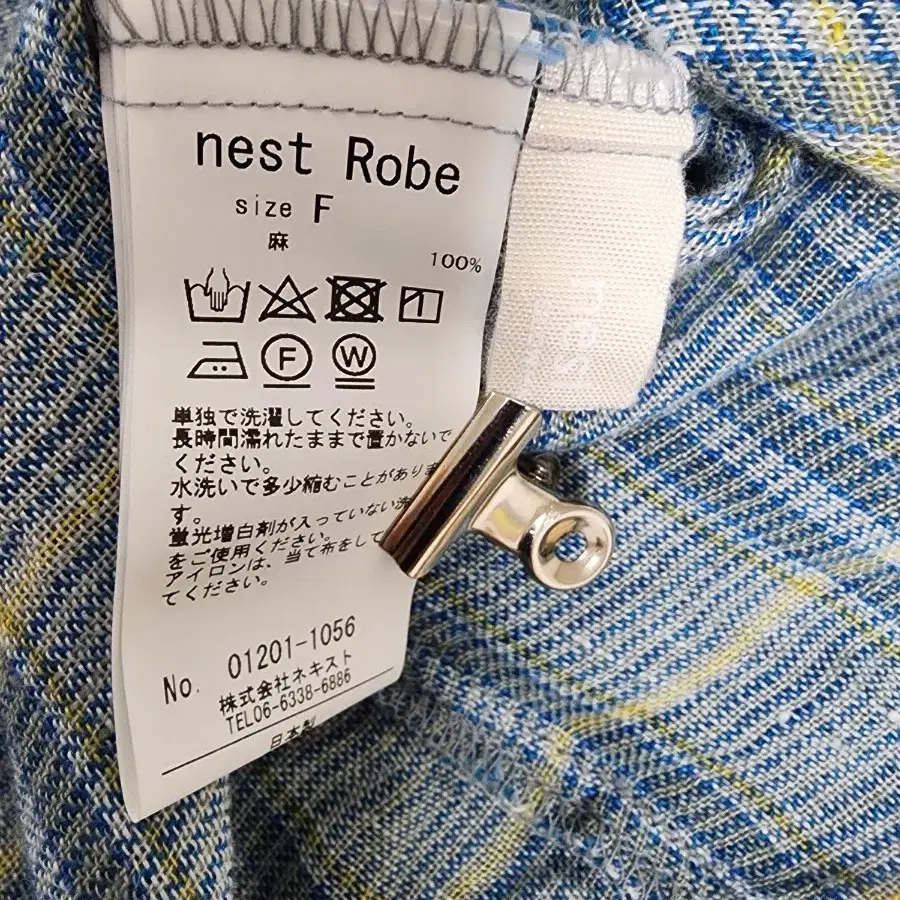 nest Robe
size F
麻
100%
F W
単独で洗濯してください。
長時間濡れたままで置かないで
ください。
水洗いで多少縮むことがありま
す。
蛍光増白剤が入っていない洗
をご使用ください。
アイロンは、当て布をして
てください。
No. 01201-1056
株式会社ネキスト
TEL06-6338-6886
日本製
nest